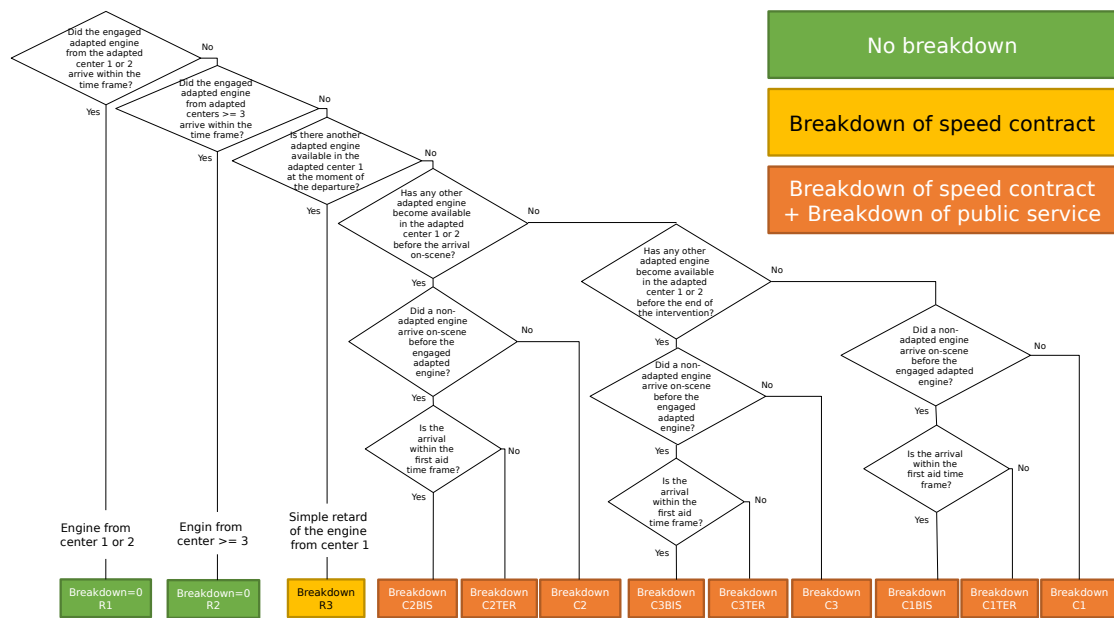 Did the engaged
adapted engine
from the adapted
center 1 or 2
arrive within the
time frame?
No
Yes
Did the engaged
adapted engine
from adapted
centers >= 3
arrive within the
time frame?
No
Yes
Is there another
adapted engine
available in the
adapted center 1
at the moment of
the departure?
No
Yes
Has any other
adapted engine
become available
in the adapted
center 1 or 2
before the arrival
on-scene?
No
Yes
Did a non-
adapted engine
arrive on-scene
before the
engaged
adapted
engine?
No
Yes
Is the
arrival
within the
first aid
time frame?
No
Yes
Has any other
adapted engine
become available
in the adapted
center 1 or 2
before the end of
the intervention?
No
Yes
Did a non-
adapted engine
arrive on-scene
before the
engaged
adapted
engine?
No
Yes
Is the
arrival
within the
first aid
time frame?
No
Yes
Did a non-
adapted engine
arrive on-scene
before the engaged
adapted engine?
No
Yes
Is the arrival
within the
first aid time
frame?
No
Yes
No breakdown
Breakdown of speed contract
Breakdown of speed contract
+ Breakdown of public service
Engine from
center 1 or 2
Engin from
center >= 3
Simple retard
of the engine
from center 1
Breakdown=0
R1
Breakdown=0
R2
Breakdown
R3
Breakdown
C2BIS
Breakdown
C2TER
Breakdown
C2
Breakdown
C3BIS
Breakdown
C3TER
Breakdown
C3
Breakdown
C1BIS
Breakdown
C1TER
Breakdown
C1